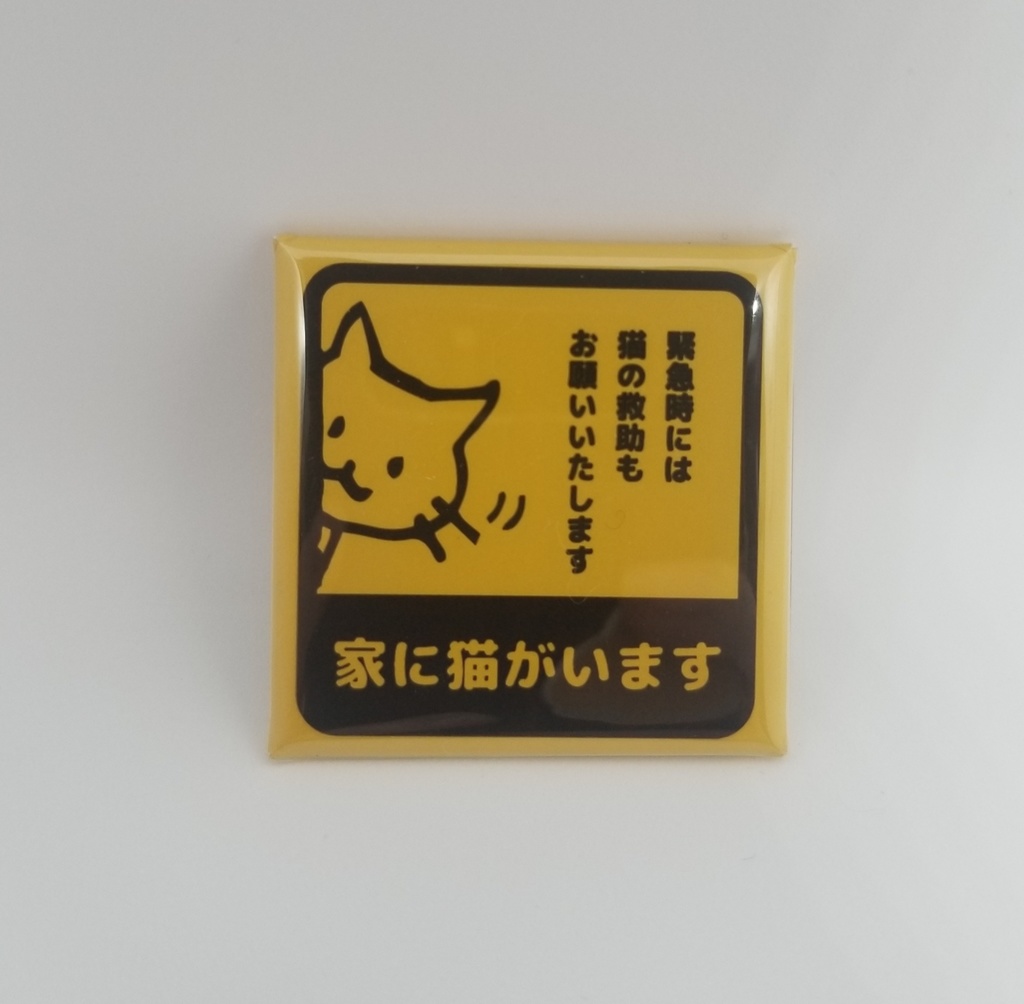 緊急時には
猫の救助も
お願いいたします
家に猫がいます